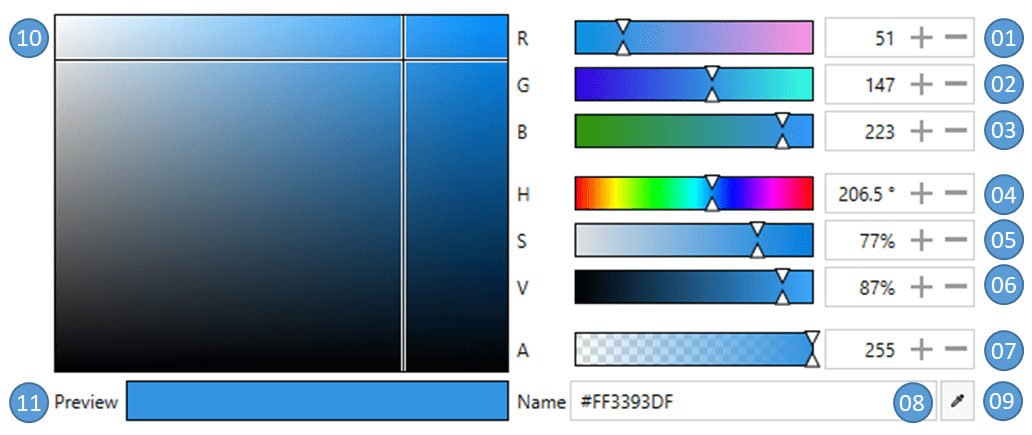 10 R 51 01
G 147 02
B 223 03
H 206.5 ° 04
S 77% 05
V 87% 06
A 255 07
11 Preview Name #FF3393DF 08 09